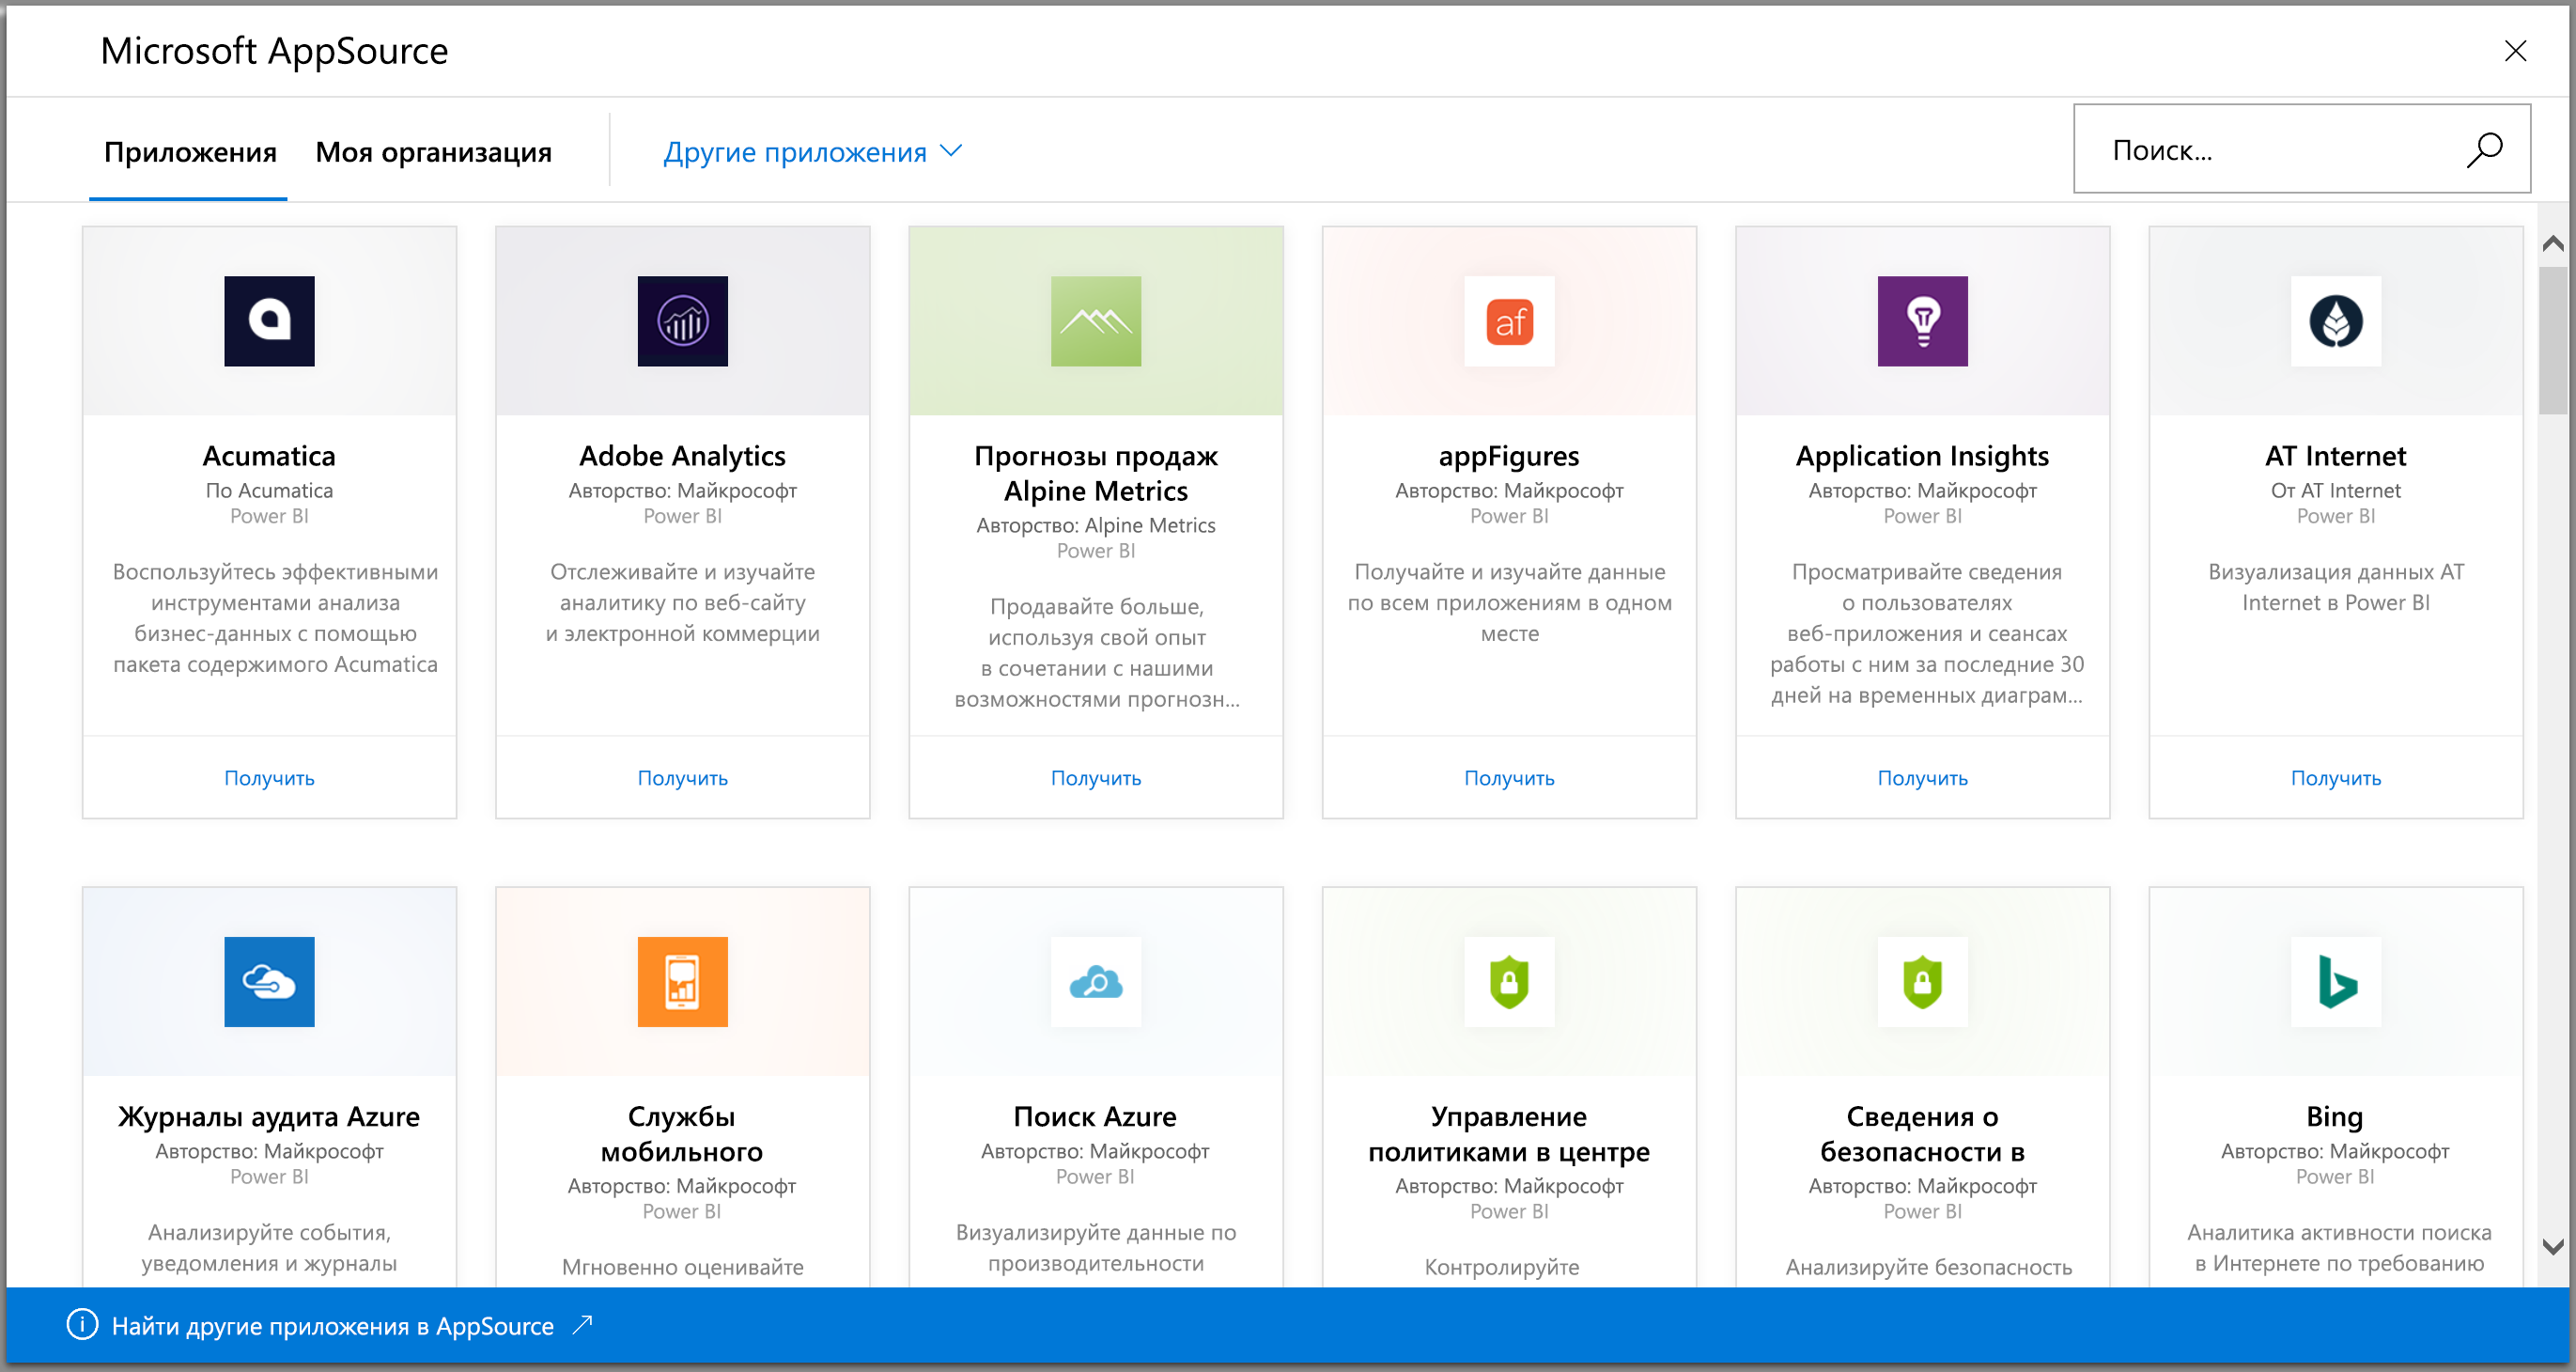 Microsoft AppSource
Приложения
Моя организация
Другие приложения
Поиск...
Acumatica
По Acumatica
Power BI
Воспользуйтесь эффективными
инструментами анализа
бизнес-данных с помощью
пакета содержимого Acumatica
Получить
Adobe Analytics
Авторство: Майкрософт
Power BI
Отслеживайте и изучайте
аналитику по веб-сайту
и электронной коммерции
Получить
Прогнозы продаж
Alpine Metrics
Авторство: Alpine Metrics
Power BI
Продавайте больше,
используя свой опыт
в сочетании с нашими
возможностями прогнозн...
Получить
af
appFigures
Авторство: Майкрософт
Power BI
Получайте и изучайте данные
по всем приложениям в одном
месте
Получить
Application Insights
Авторство: Майкрософт
Power BI
Просматривайте сведения
о пользователях
веб-приложения и сеансах
работы с ним за последние 30
дней на временных диаграм...
Получить
AT Internet
От AT Internet
Power BI
Визуализация данных AT
Internet в Power BI
Получить
Журналы аудита Azure
Авторство: Майкрософт
Power BI
Анализируйте события,
уведомления и журналы
Службы
мобильного
Авторство: Майкрософт
Power BI
Мгновенно оценивайте
Поиск Azure
Авторство: Майкрософт
Power BI
Визуализируйте данные по
производительности
Управление
политиками в центре
Авторство: Майкрософт
Power BI
Контролируйте
Сведения о
безопасности в
Авторство: Майкрософт
Power BI
Анализируйте безопасность
Bing
Авторство: Майкрософт
Power BI
Аналитика активности поиска
в Интернете по требованию
Найти другие приложения в AppSource